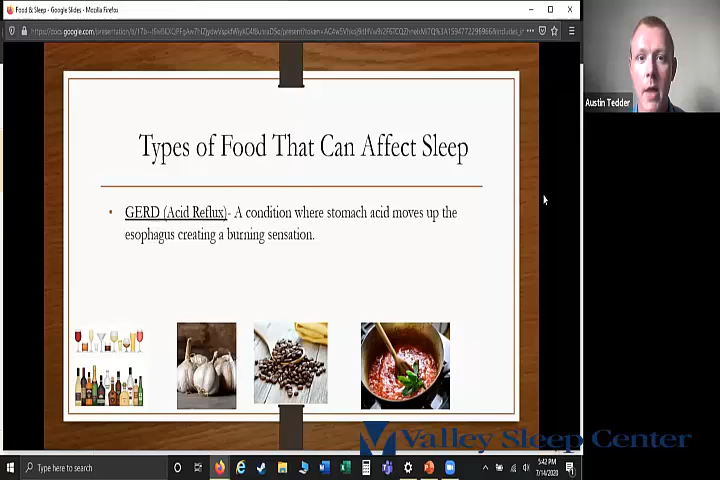 Food & Sleep - Google Slides - Mozilla Firefox
Austin Tedder
Types of Food That Can Affect Sleep
• GERD (Acid Reflux)- A condition where stomach acid moves up the
esophagus creating a burning sensation.
Valley Sleep Center
Type here to search
5:42 PM
7/14/2020